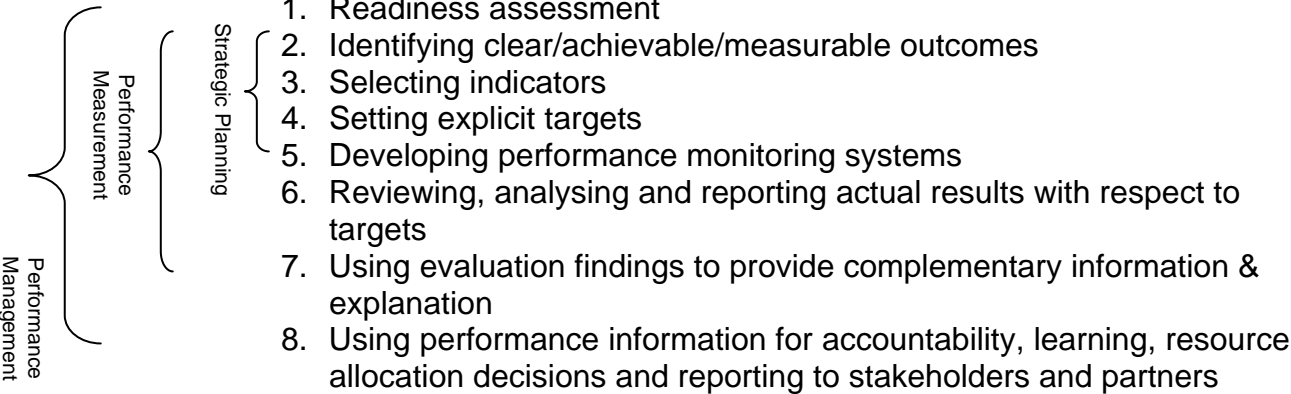 1. Readiness assessment
2. Identifying clear/achievable/measurable outcomes
3. Selecting indicators
4. Setting explicit targets
5. Developing performance monitoring systems
6. Reviewing, analysing and reporting actual results with respect to
targets
7. Using evaluation findings to provide complementary information &
explanation
8. Using performance information for accountability, learning, resource
allocation decisions and reporting to stakeholders and partners
Strategic Planning
Performance
Measurement
Performance
Management